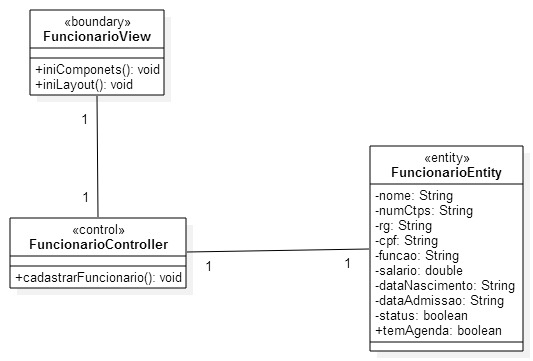 «boundary»
FuncionarioView
+iniComponets(): void
+iniLayout(): void
1
1
«control»
FuncionarioController
+cadastrarFuncionario(): void
1
1
«entity»
FuncionarioEntity
-nome: String
-numCtps: String
-rg: String
-cpf: String
-funcao: String
-salario: double
-dataNascimento: String
-dataAdmissao: String
-status: boolean
+temAgenda: boolean